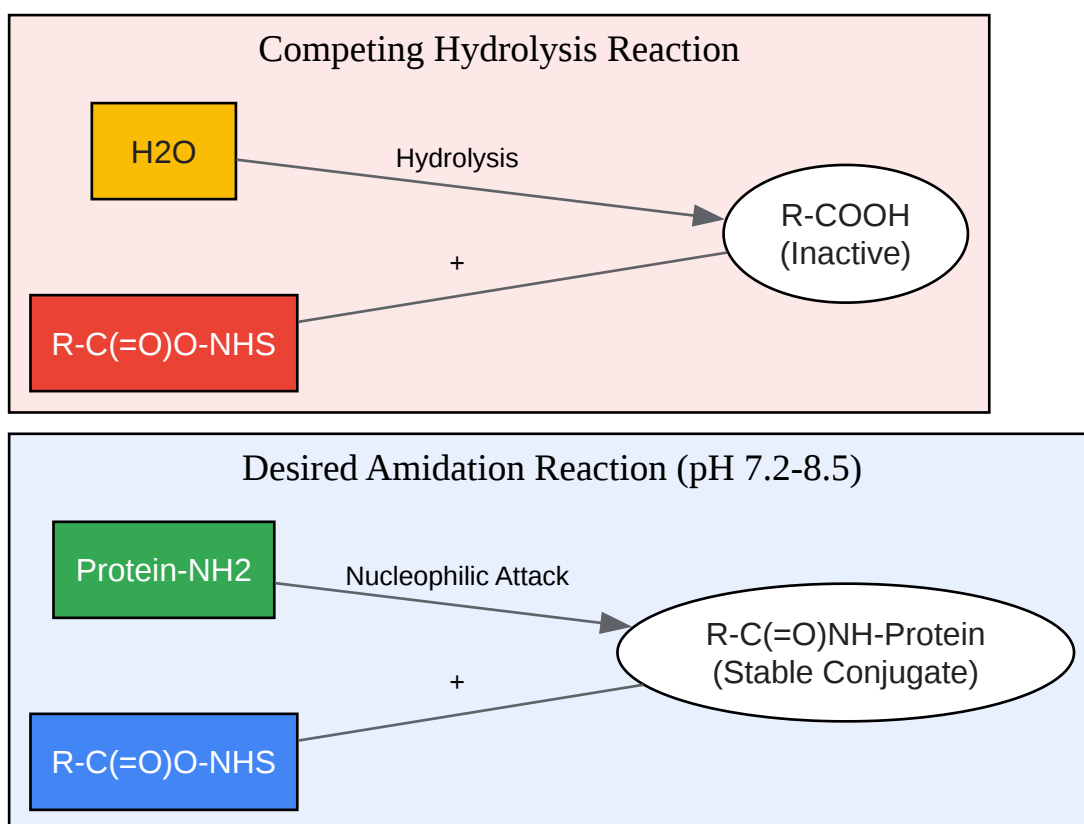 Competing Hydrolysis Reaction
H2O
Hydrolysis
R-COOH
(Inactive)
+
R-C(=O)O-NHS
Desired Amidation Reaction (pH 7.2-8.5)
Protein-NH2
Nucleophilic Attack
R-C(=O)NH-Protein
(Stable Conjugate)
+
R-C(=O)O-NHS